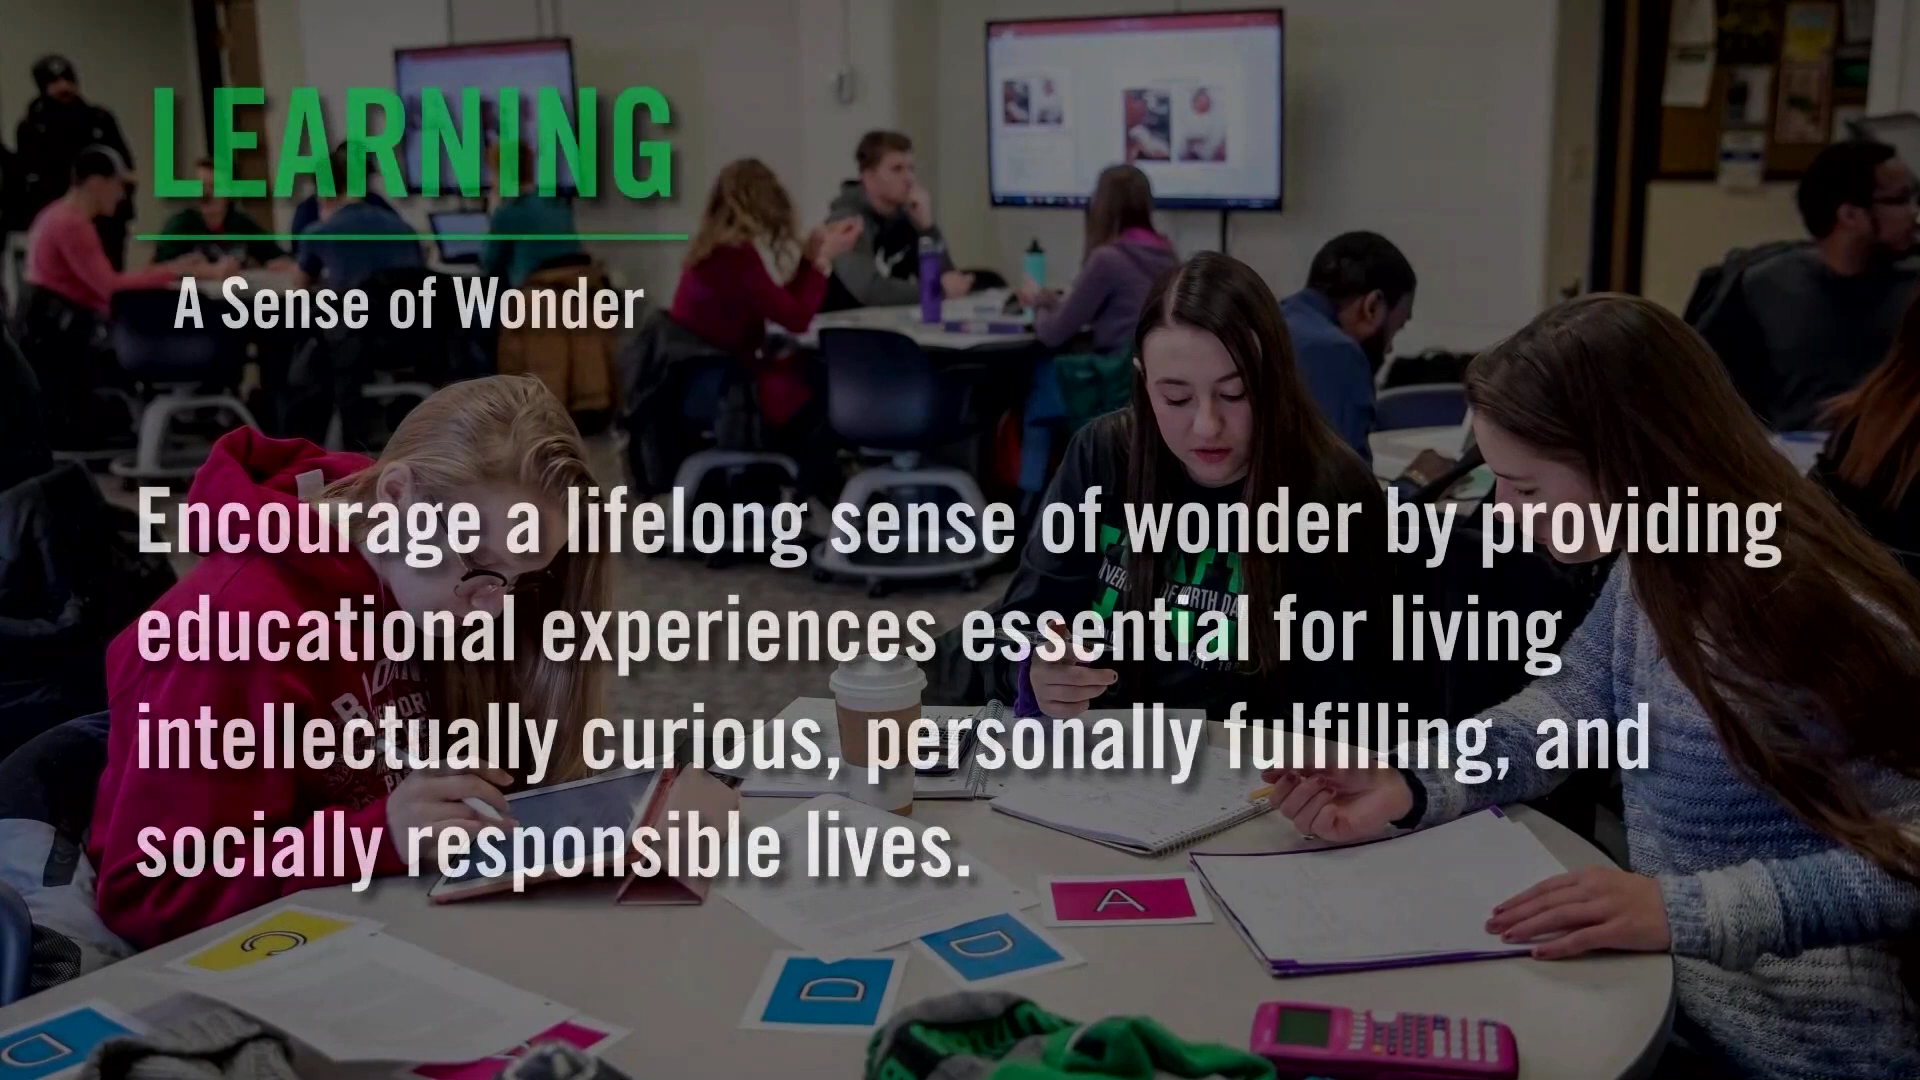 LEARNING
A Sense of Wonder
Encourage a lifelong sense of wonder by providing
educational experiences essential for living
intellectually curious, personally fulfilling, and
socially responsible lives.
A
C
D
D
D